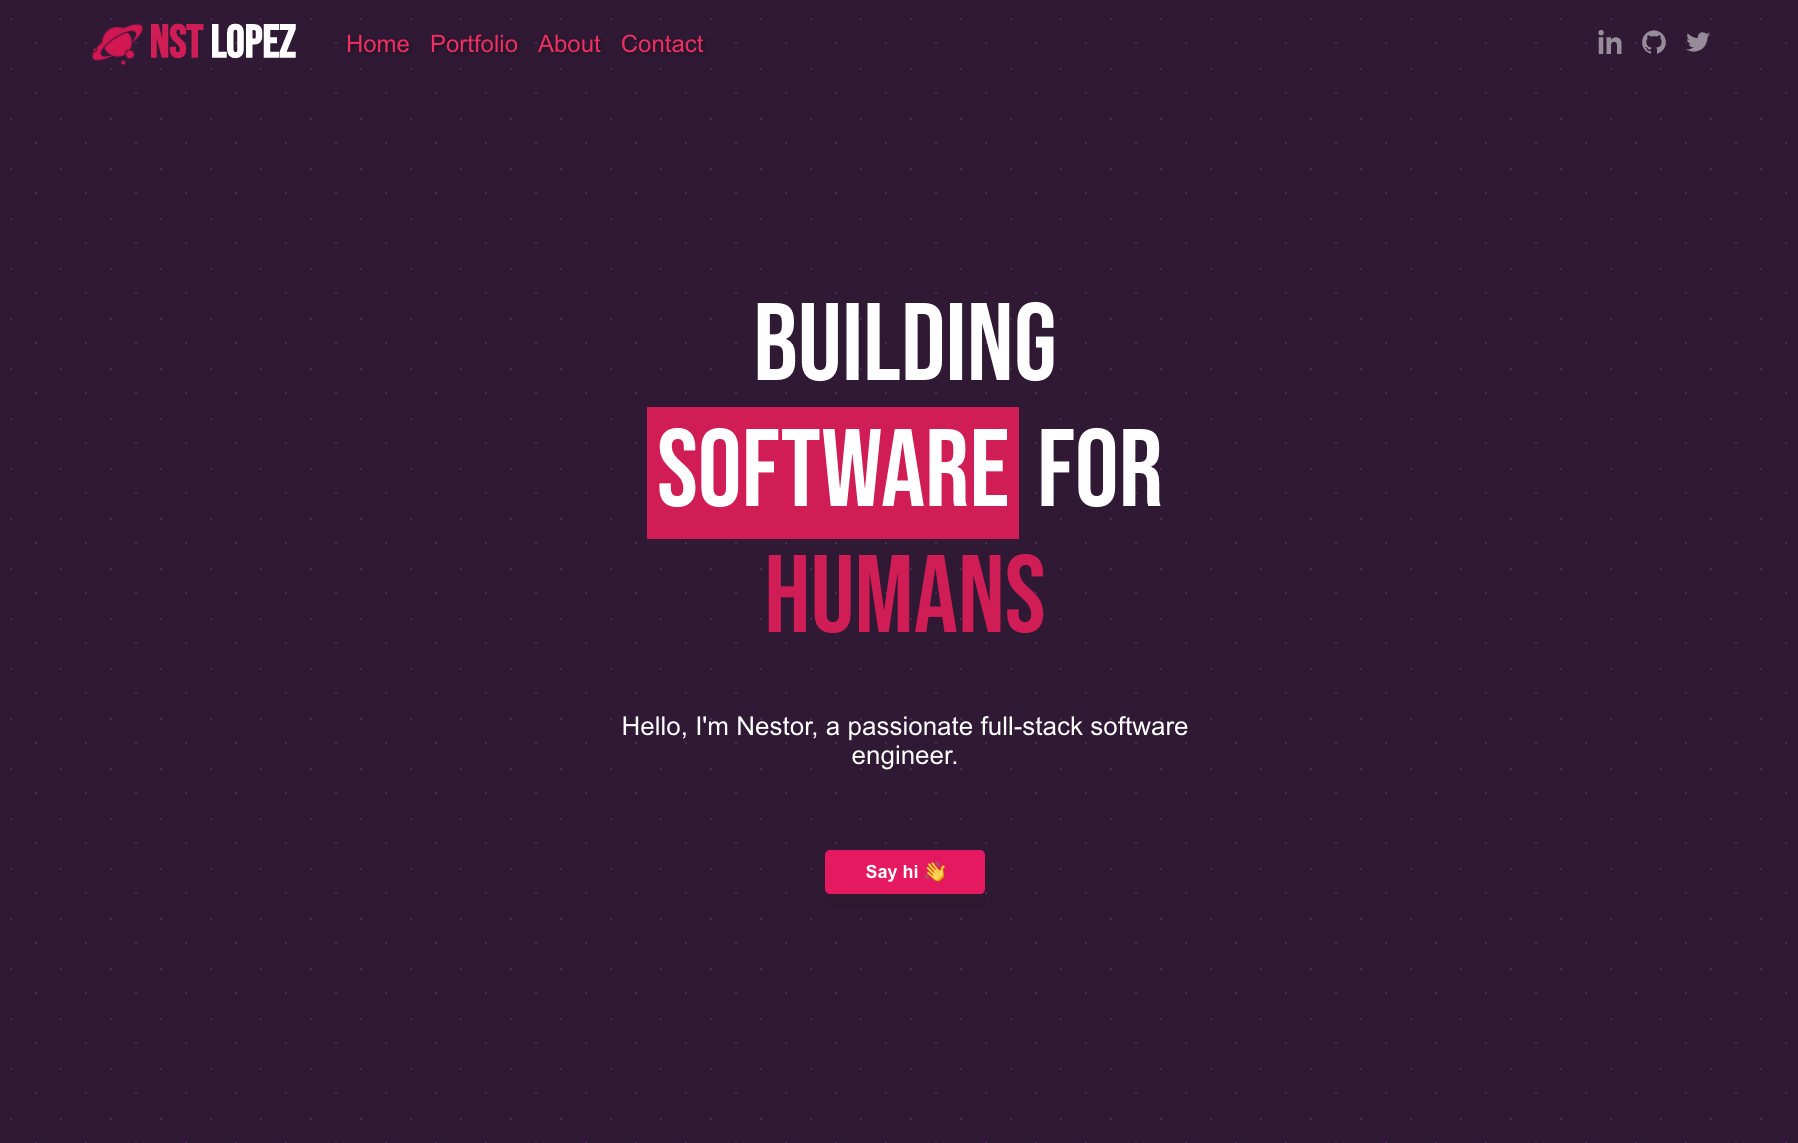 NST LOPEZ
Home Portfolio About Contact
in
BUILDING
SOFTWARE FOR
HUMANS
Hello, I'm Nestor, a passionate full-stack software
engineer.
Say hi 👋